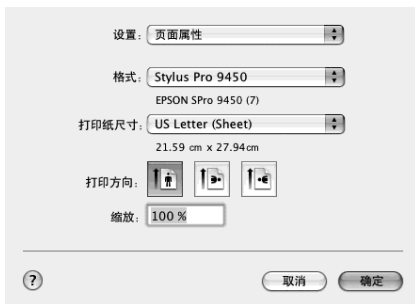 设置: 页面属性
格式: Stylus Pro 9450
EPSON SPro 9450 (7)
打印纸尺寸: US Letter (Sheet)
21.59 cm x 27.94cm
打印方向:
缩放: 100 %
? 取消 确定